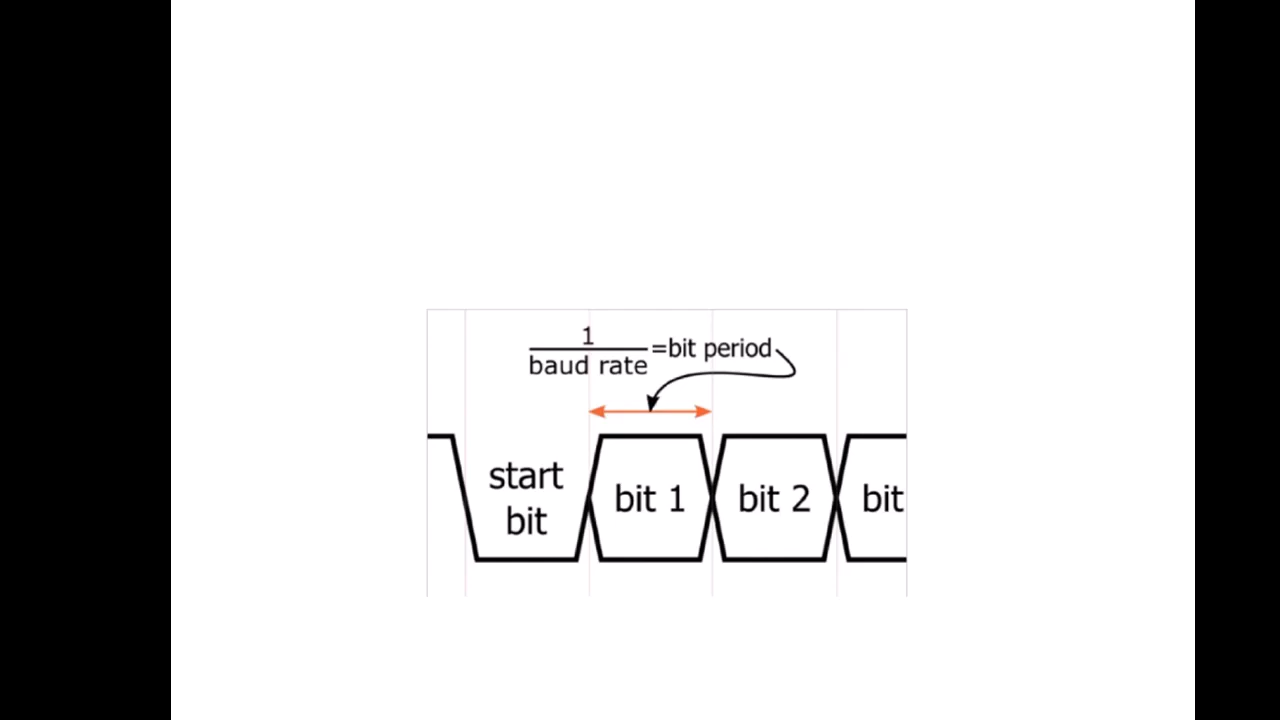 1
baud rate
=bit period
start
bit
bit 1
bit 2
bit